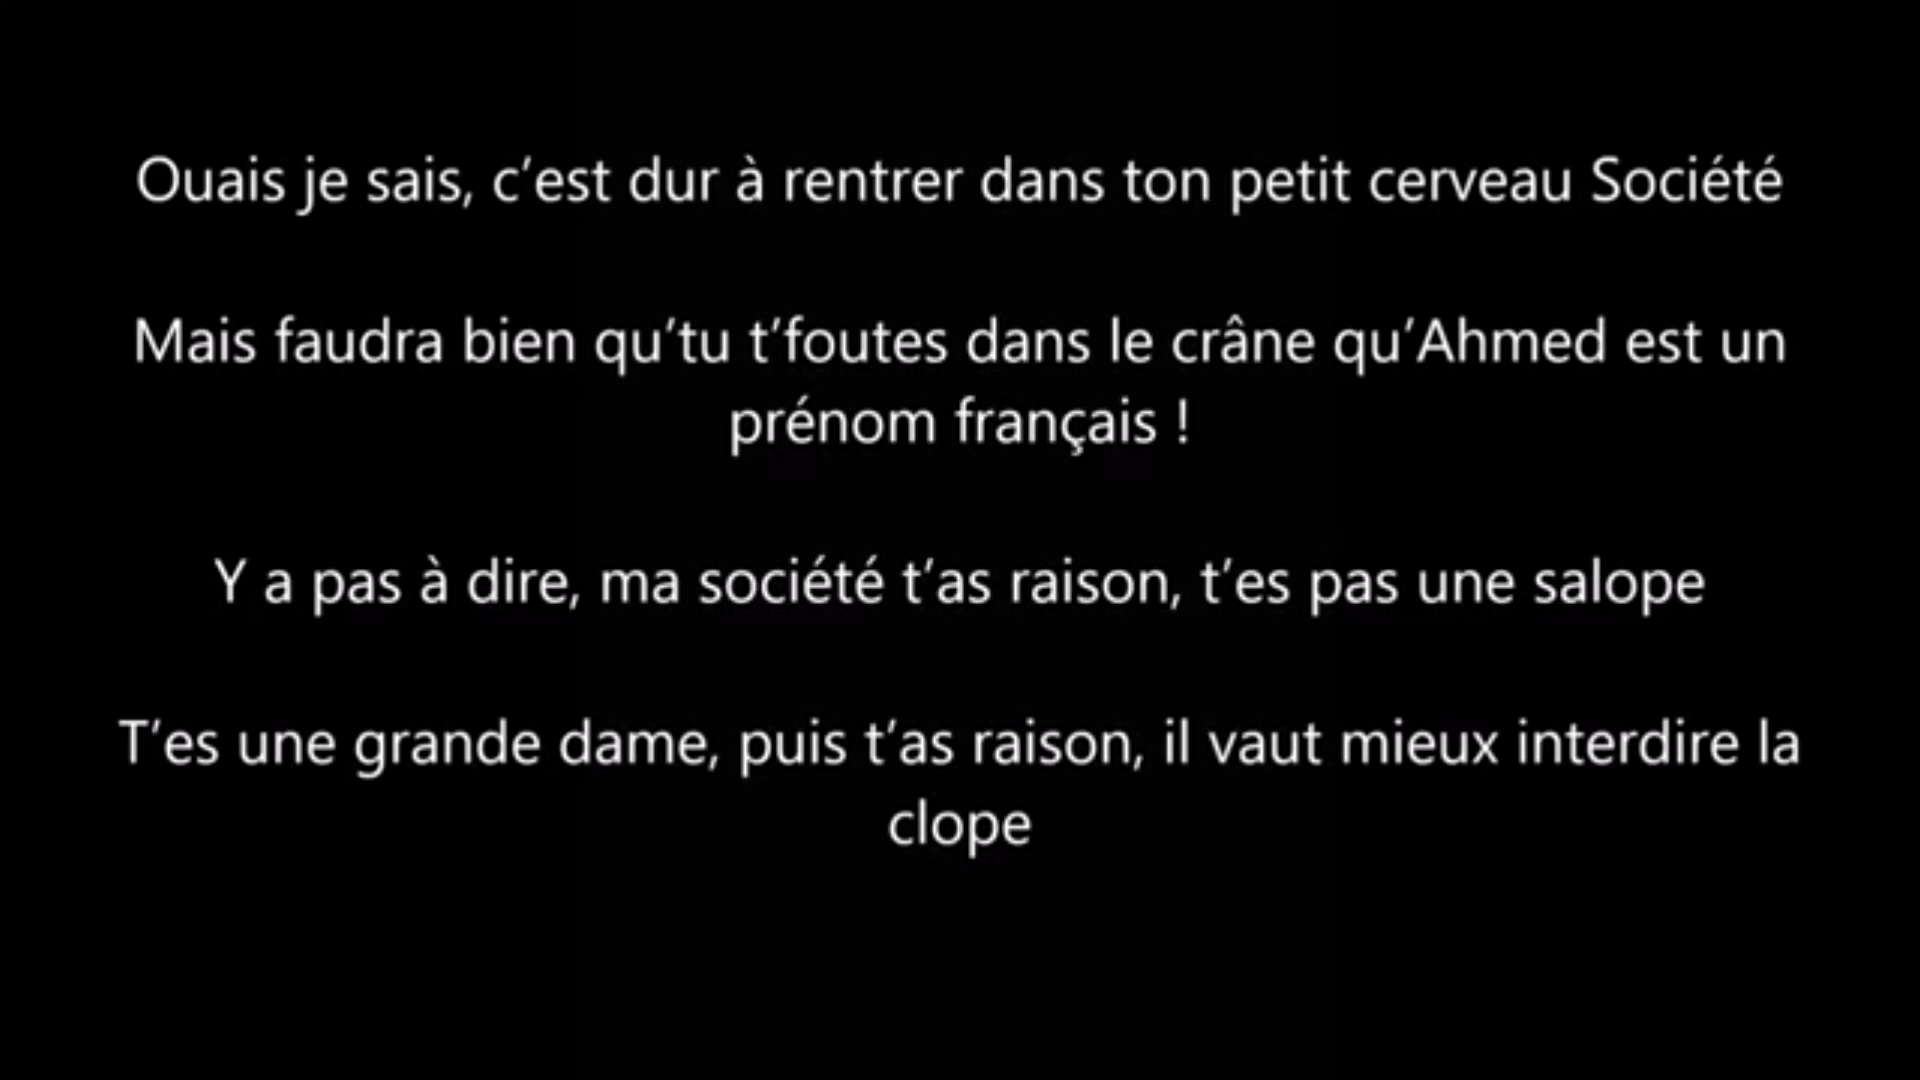 Ouais je sais, c’est dur à rentrer dans ton petit cerveau Société
Mais faudra bien qu’tu t’foutes dans le crâne qu’Ahmed est un
prénom français !
Y a pas à dire, ma société t’as raison, t’es pas une salope
T’es une grande dame, puis t’as raison, il vaut mieux interdire la
clope